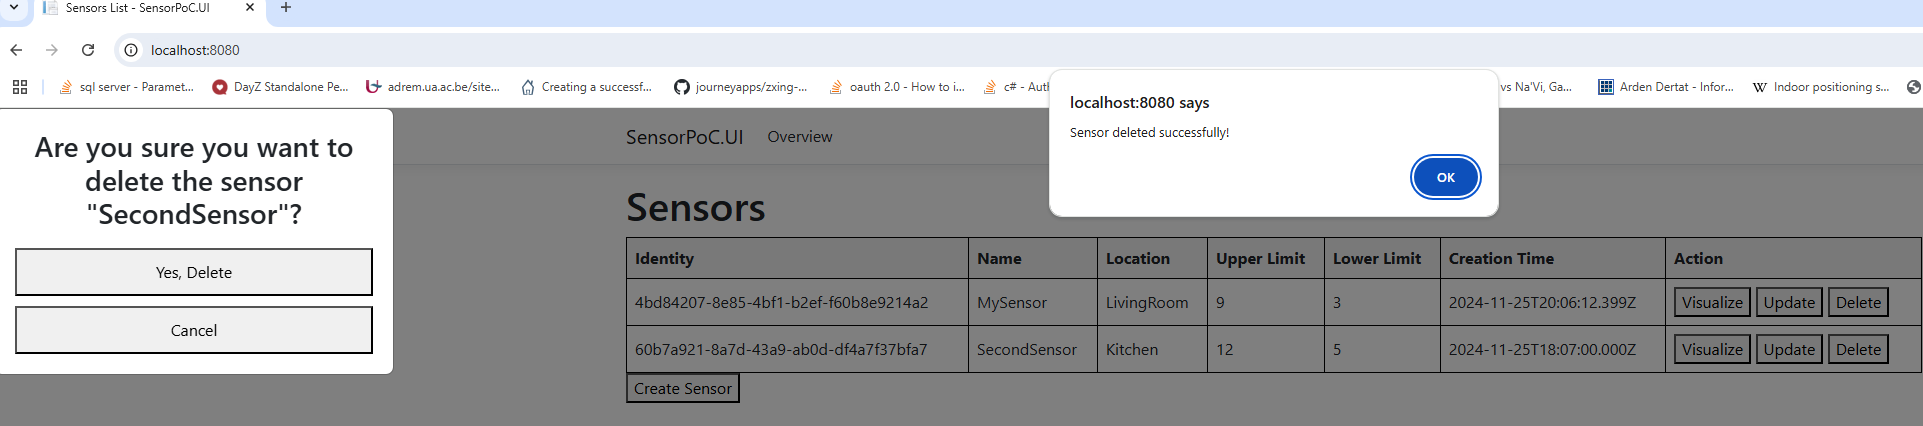 Sensors List - SensorPoC.UI
localhost:8080
sql server - Paramet...
DayZ Standalone Pe...
adrem.ua.ac.be/site...
Creating a successf...
journeyapps/zxing-...
oauth 2.0 - How to i...
c# - Aut
vs Na'Vi, Ga...
Arden Dertat - Infor...
Indoor positioning s...
localhost:8080 says
Sensor deleted successfully!
OK
Are you sure you want to
delete the sensor
"SecondSensor"?
Yes, Delete
Cancel
SensorPoC.UI Overview
Sensors
Identity Name Location Upper Limit Lower Limit Creation Time Action
4bd84207-8e85-4bf1-b2ef-f60b8e9214a2 MySensor LivingRoom 9 3 2024-11-25T20:06:12.399Z Visualize Update Delete
60b7a921-8a7d-43a9-ab0d-df4a7f37bfa7 SecondSensor Kitchen 12 5 2024-11-25T18:07:00.000Z Visualize Update Delete
Create Sensor